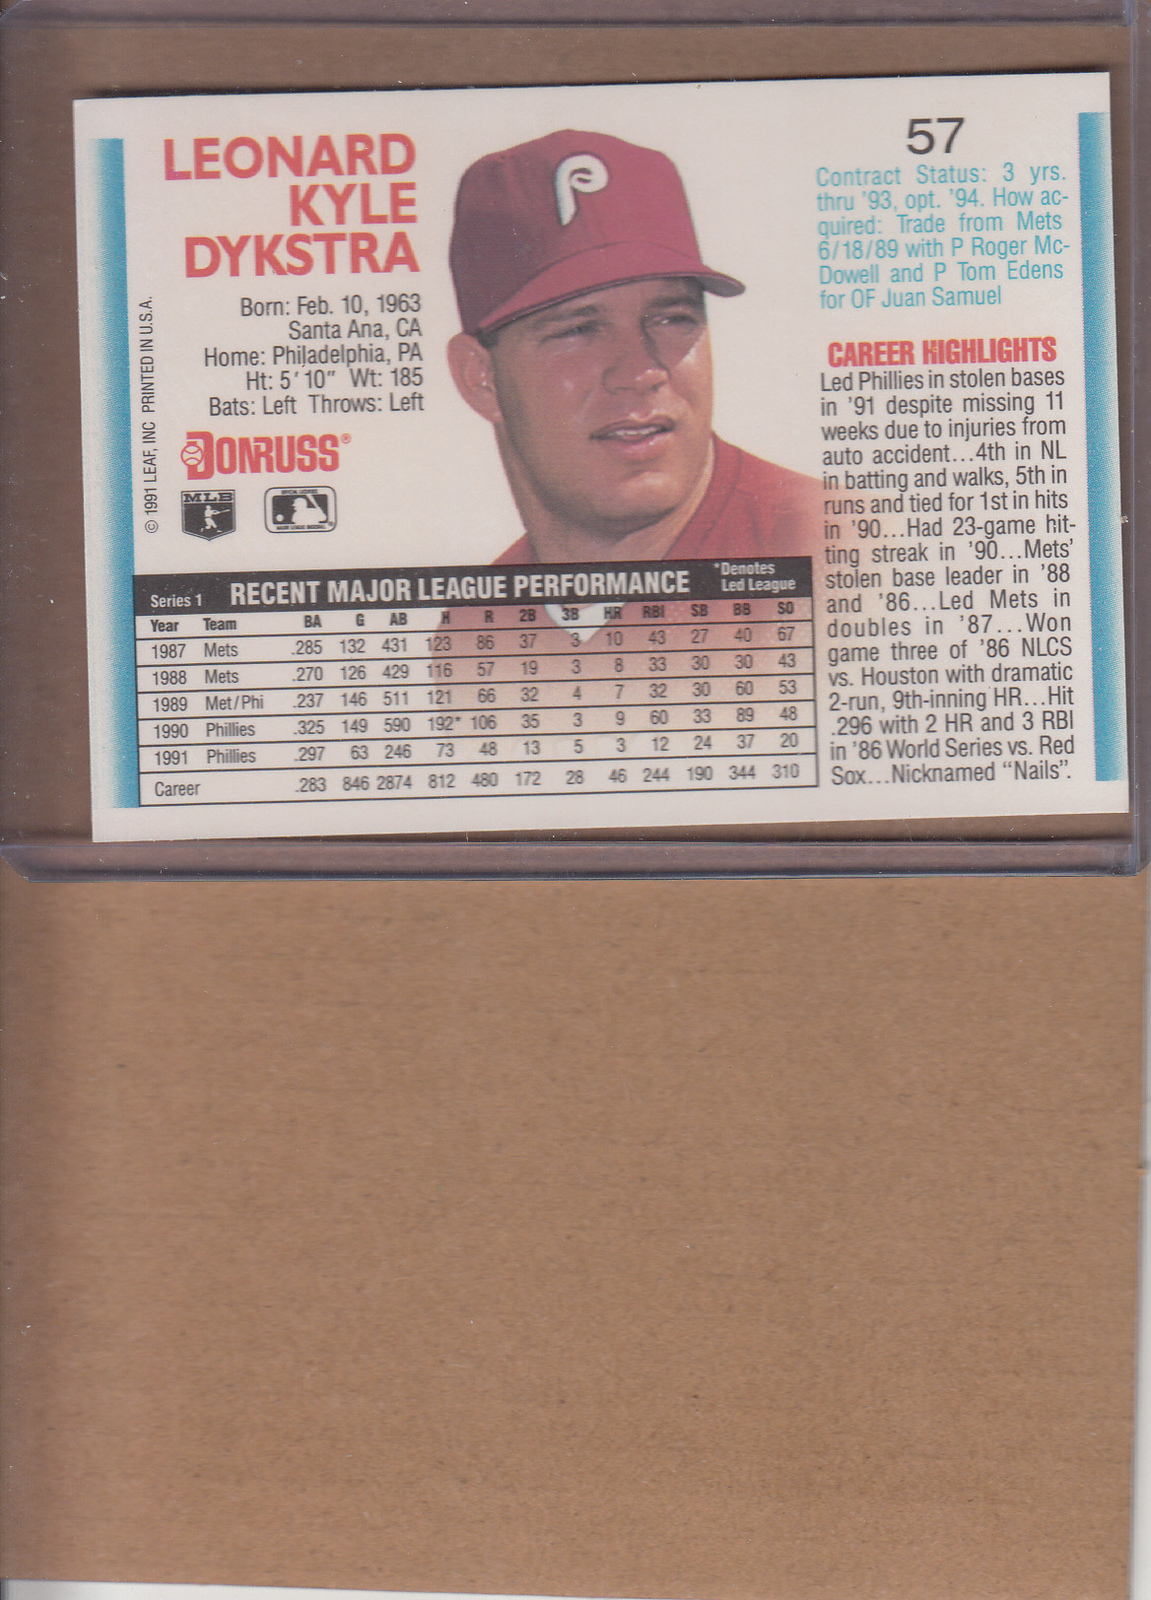 LEONARD
KYLE
DYKSTRA
Born: Feb. 10, 1963
Santa Ana, CA
Home: Philadelphia, PA
Ht: 5' 10" Wt: 185
Bats: Left Throws: Left
DONRUSS®
MLB
© 1991 LEAF, INC PRINTED IN U.S.A.
57
Contract Status: 3 yrs.
thru '93, opt. '94. How ac-
quired: Trade from Mets
6/18/89 with P Roger Mc-
Dowell and P Tom Edens
for OF Juan Samuel
CAREER HIGHLIGHTS
Led Phillies in stolen bases
in '91 despite missing 11
weeks due to injuries from
auto accident...4th in NL
in batting and walks, 5th in
runs and tied for 1st in hits
in '90...Had 23-game hit-
ting streak in '90...Mets'
stolen base leader in '88
and '86...Led Mets in
doubles in '87...Won
game three of '86 NLCS
vs. Houston with dramatic
2-run, 9th-inning HR...Hit
.296 with 2 HR and 3 RBI
in '86 World Series vs. Red
Sox...Nicknamed "Nails".
Series 1 RECENT MAJOR LEAGUE PERFORMANCE *Denotes
Led League
Year Team BA G AB H R 2B 3B HR RBI SB BB SO
1987 Mets .285 132 431 123 86 37 3 10 43 27 40 67
1988 Mets .270 126 429 116 57 19 3 8 33 30 30 43
1989 Met/Phi .237 146 511 121 66 32 4 7 32 30 60 53
1990 Phillies .325 149 590 192* 106 35 3 9 60 33 89 48
1991 Phillies .297 63 246 73 48 13 5 3 12 24 37 20
Career .283 846 2874 812 480 172 28 46 244 190 344 310